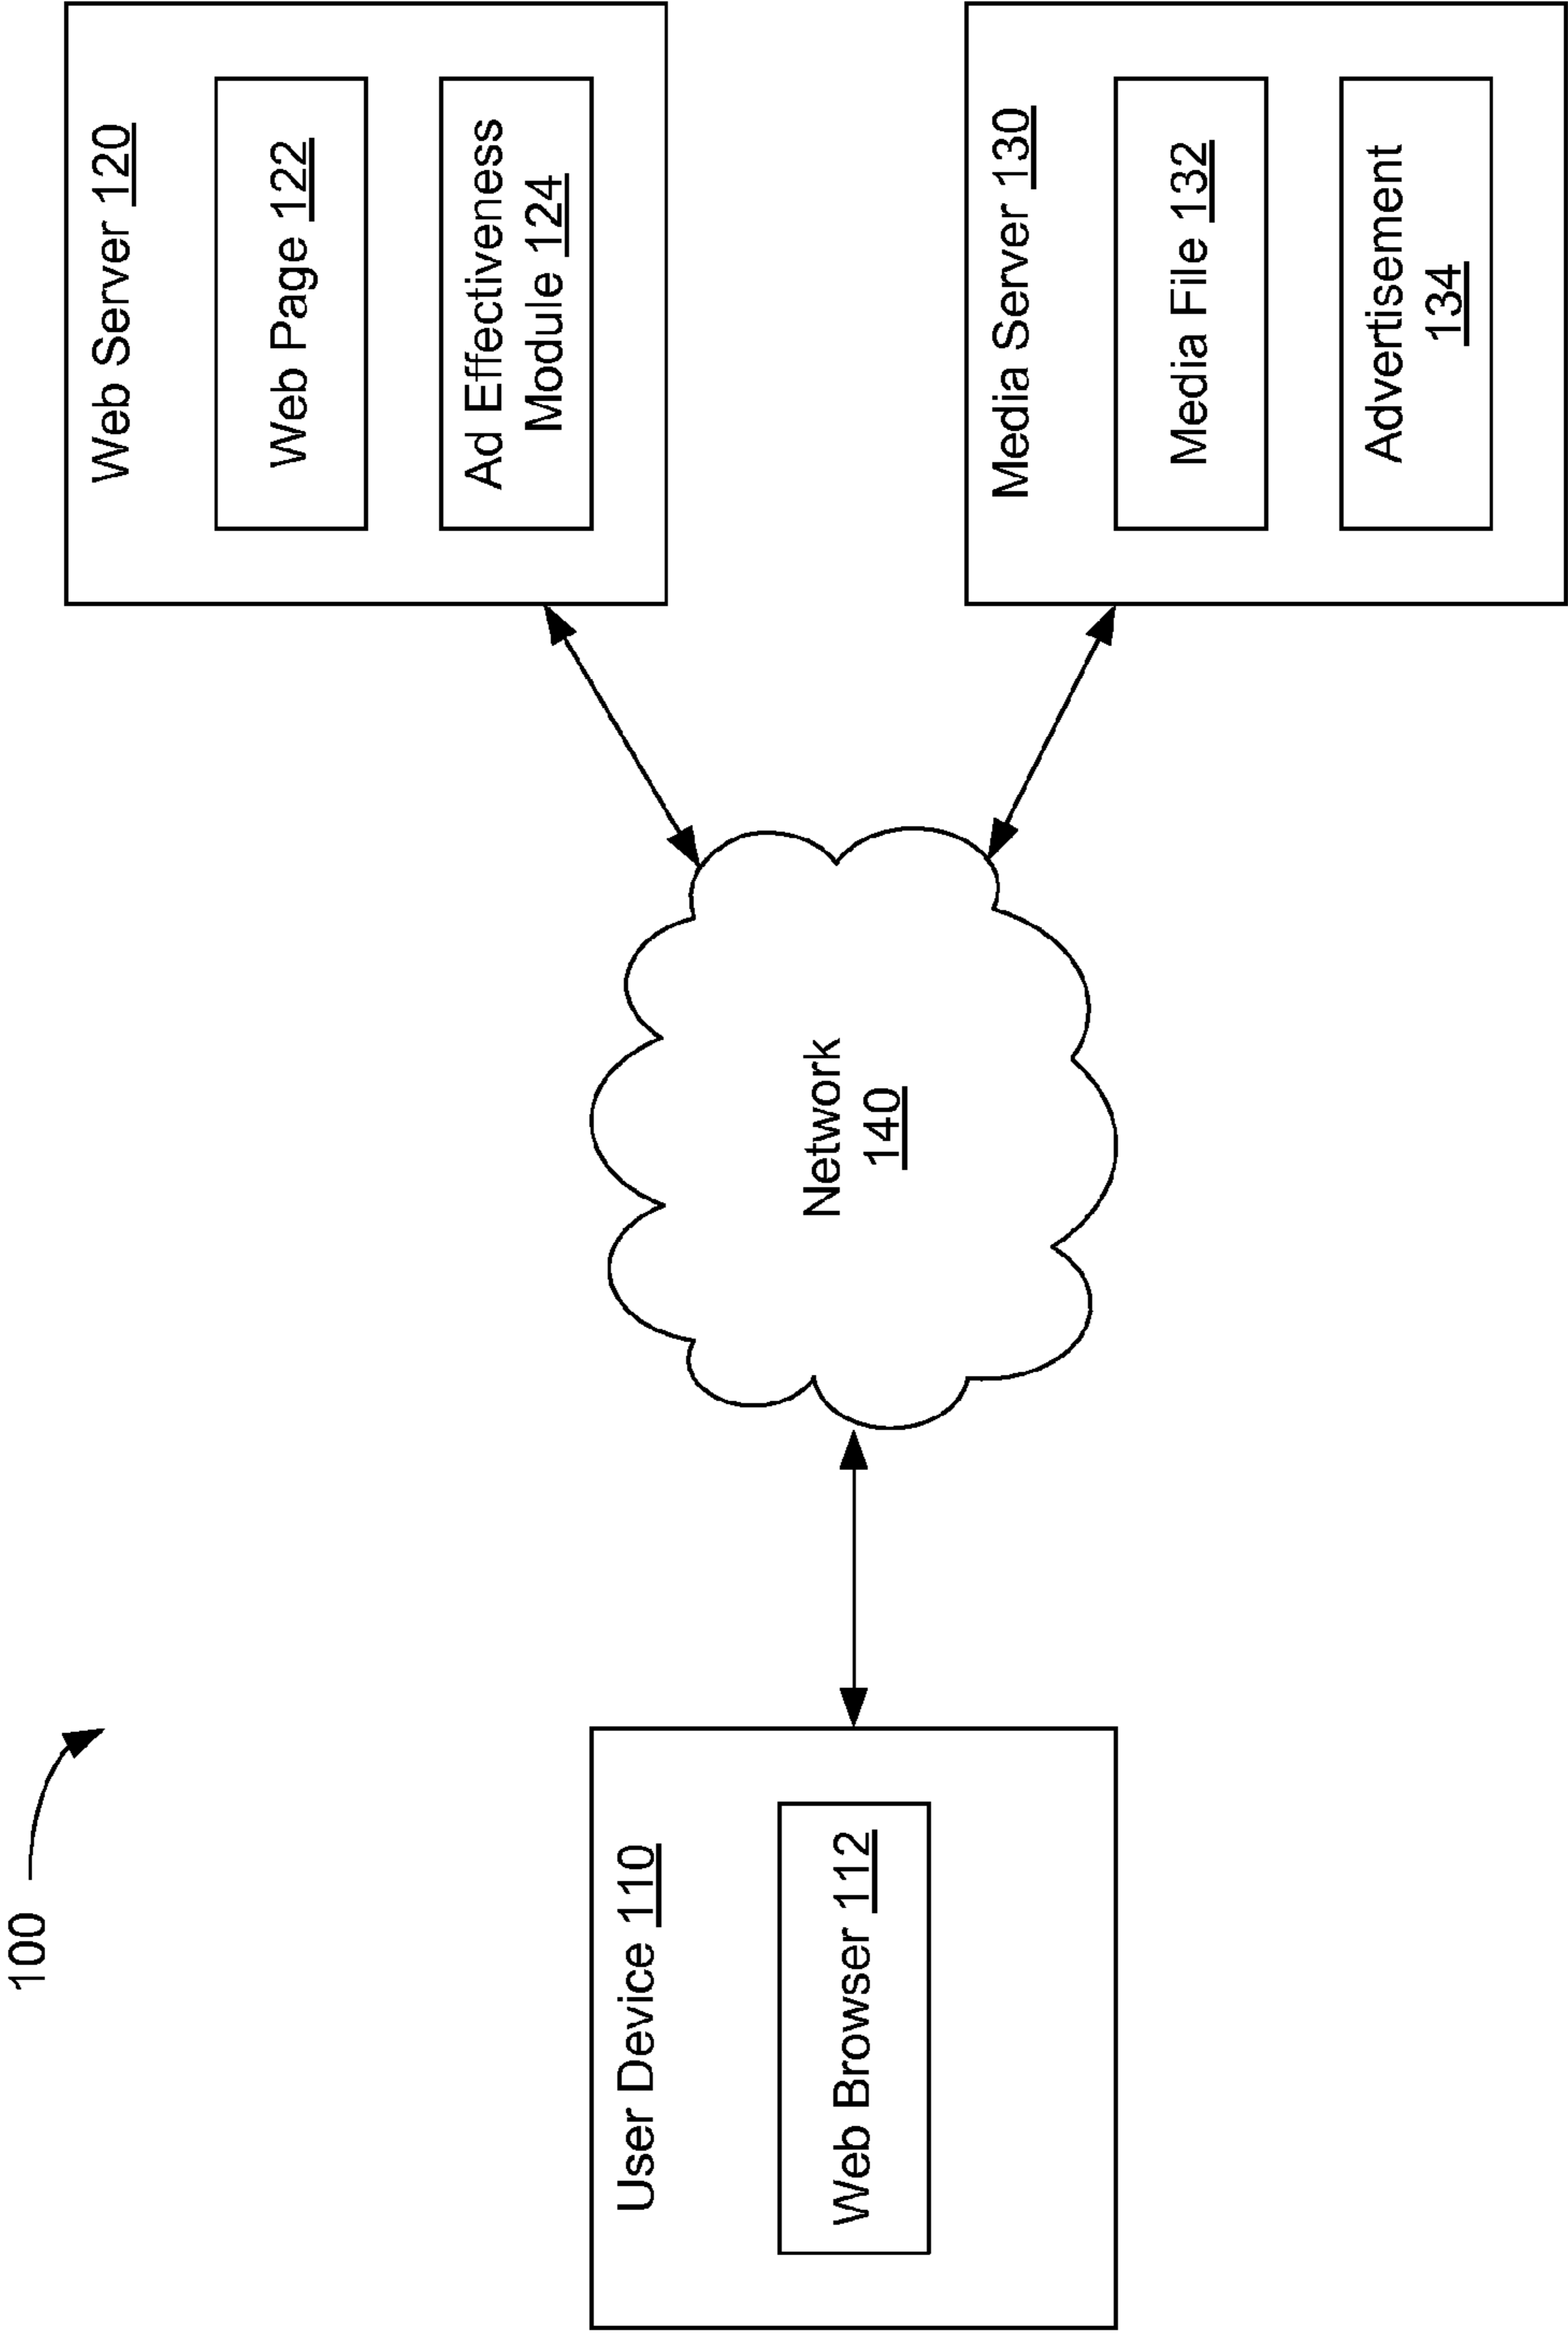 100
User Device 110
Web Browser 112
Network
140
Web Server 120
Web Page 122
Ad Effectiveness
Module 124
Media Server 130
Media File 132
Advertisement
134